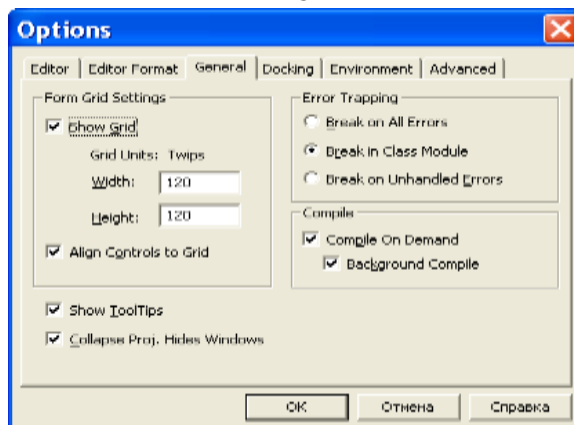 Options
Editor Editor Format General Docking Environment Advanced
Form Grid Settings
Show Grid
Grid Units: Twips
Width: 120
Height: 120
Align Controls to Grid
Show ToolTips
Collapse Proj. Hides Windows
Error Trapping
Break on All Errors
Break in Class Module
Break on Unhandled Errors
Compile
Compile On Demand
Background Compile
OK Отмена Справка